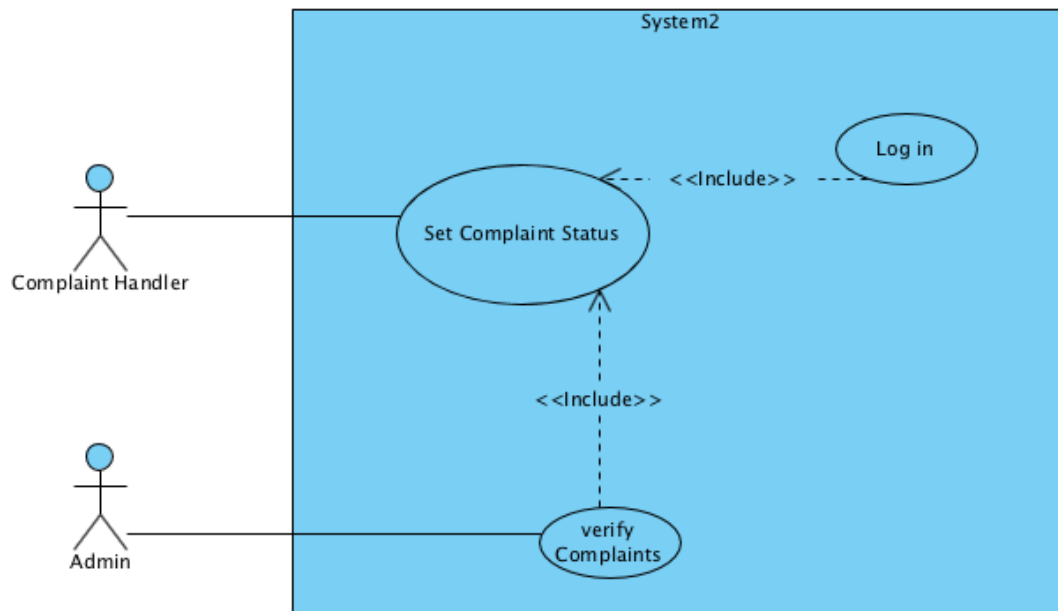 System2
Log in
<<Include>>
Set Complaint Status
Complaint Handler
<<Include>>
verify
Complaints
Admin